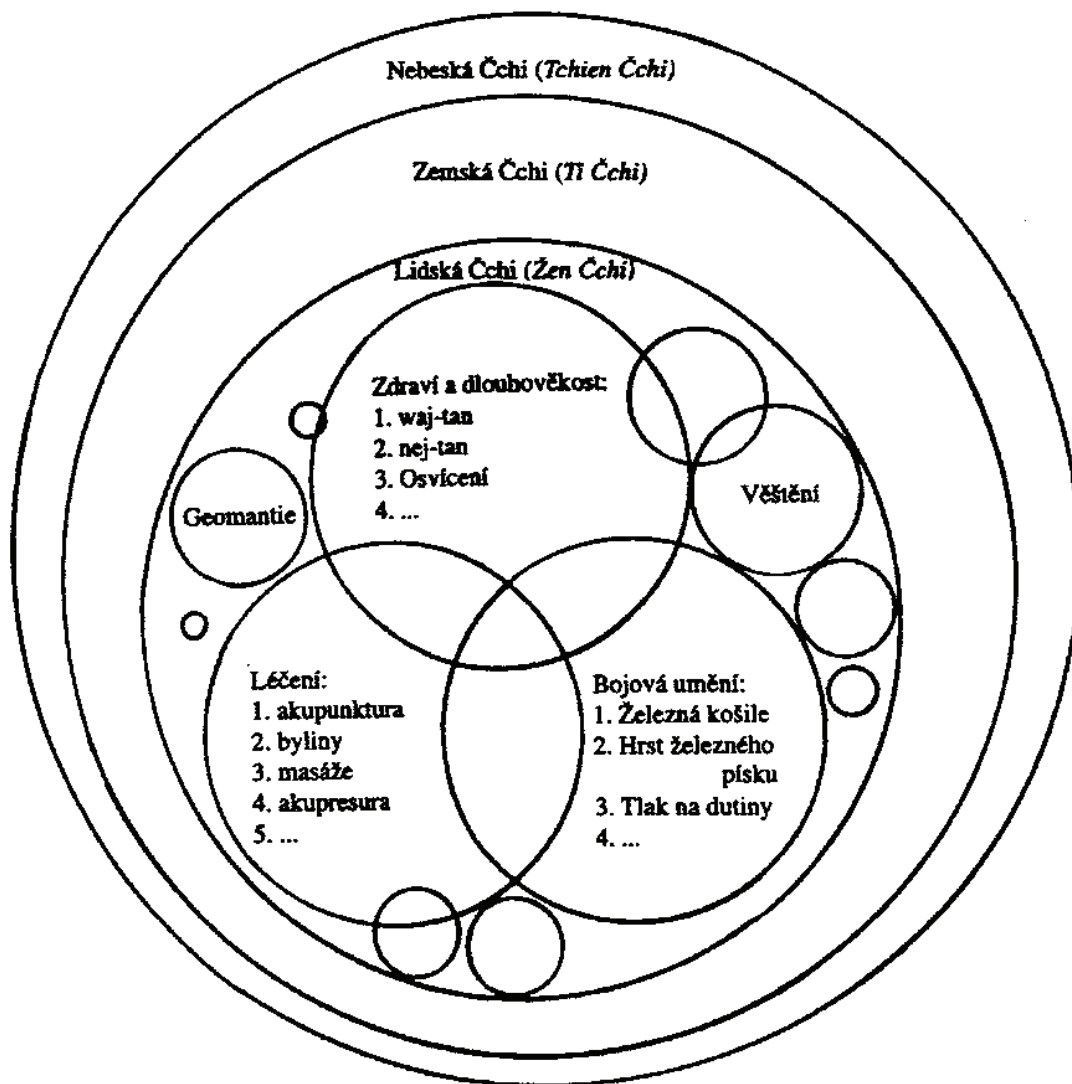 Nebeská Čchi (Tchien Čchi)
Zemská Čchi (Ti Čchi)
Lidská Čchi (Žen Čchi)
Zdraví a dlouhověkost:
1. waj-tan
2. nej-tan
3. Osvícení
4. ...
Geomantie
Věštění
Léčení:
1. akupunktura
2. byliny
3. masáže
4. akupresura
5. ...
Bojová umění:
1. Železná košile
2. Hrst železného
písku
3. Tlak na dutiny
4. ...